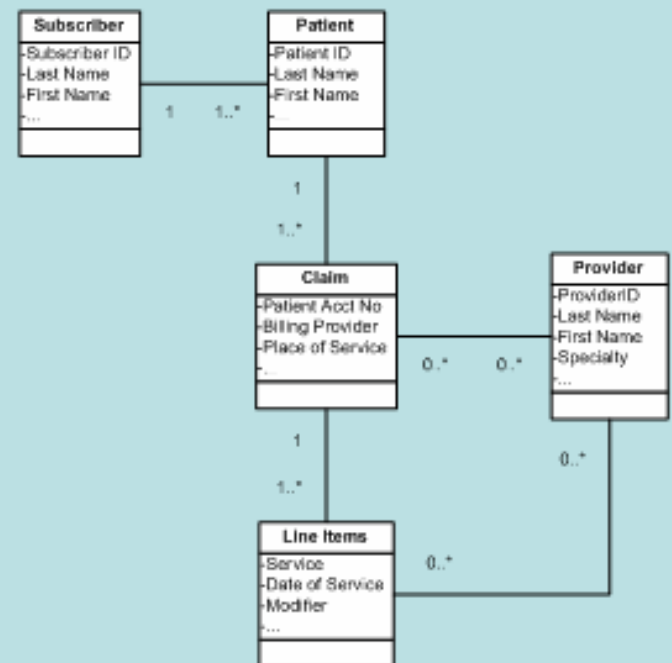 Subscriber
-Subscriber ID
-Last Name
-First Name
-...
Patient
-Patient ID
-Last Name
-First Name
-...
1
1..*
1
1..*
Claim
-Patient Acct No
-Billing Provider
-Place of Service
-...
Provider
-ProviderID
-Last Name
-First Name
-Specialty
-...
0..*
0..*
1
1..*
0..*
0..*
Line Items
-Service
-Date of Service
-Modifier
-...